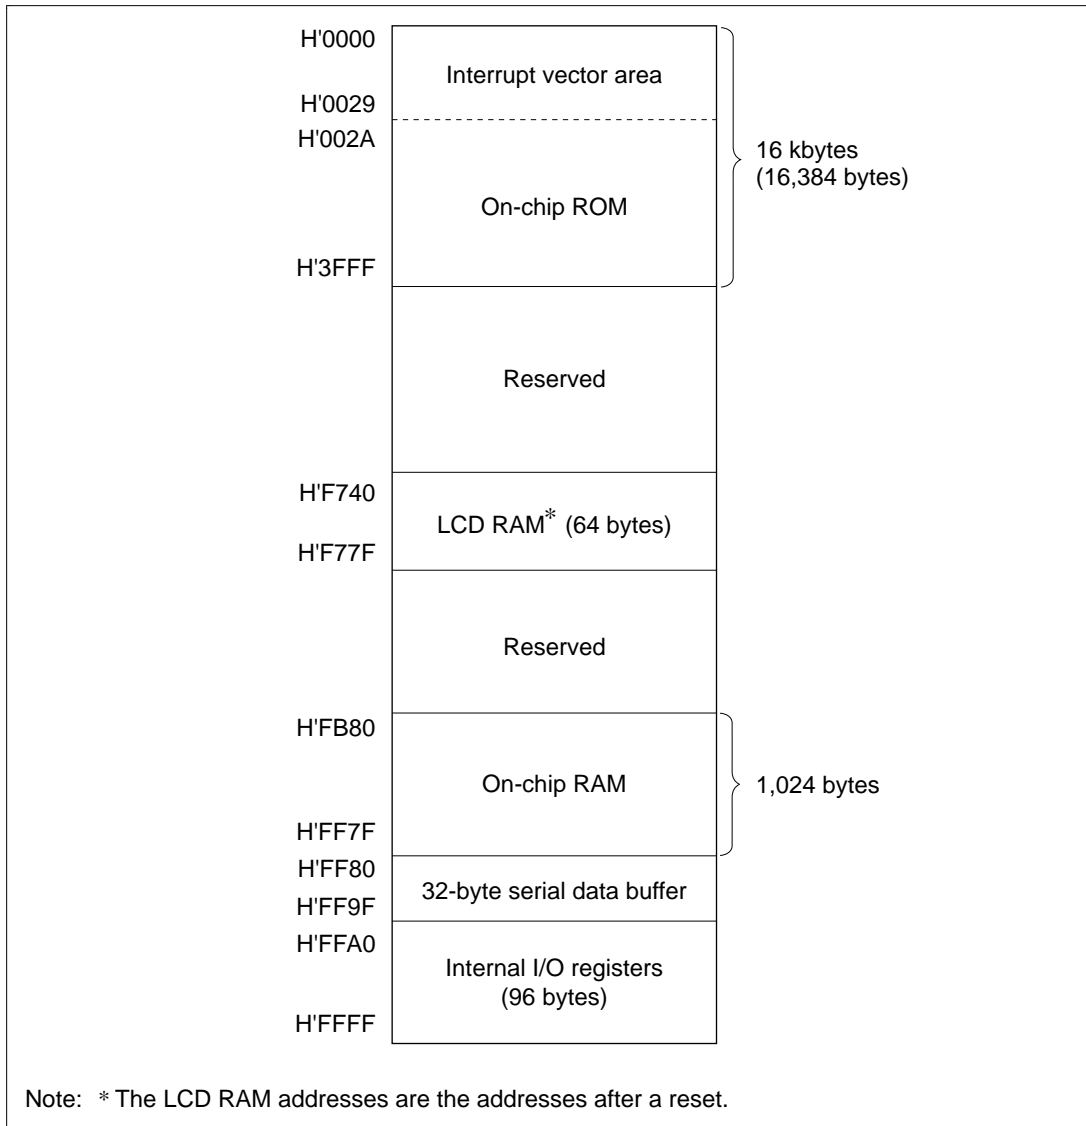 H'0000
Interrupt vector area
H'0029
H'002A
16 kbytes
(16,384 bytes)
On-chip ROM
H'3FFF
Reserved
H'F740
LCD RAM* (64 bytes)
H'F77F
Reserved
H'FB80
On-chip RAM
1,024 bytes
H'FF7F
H'FF80
32-byte serial data buffer
H'FF9F
H'FFA0
Internal I/O registers
(96 bytes)
H'FFFF
Note: * The LCD RAM addresses are the addresses after a reset.